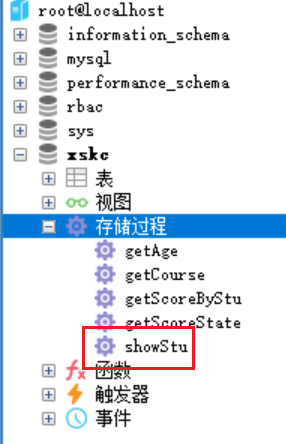 root@localhost
information_schema
mysql
performance_schema
rbac
sys
xskc
表
视图
存储过程
getAge
getCourse
getScoreByStu
getScoreState
showStu
fx 函数
触发器
事件